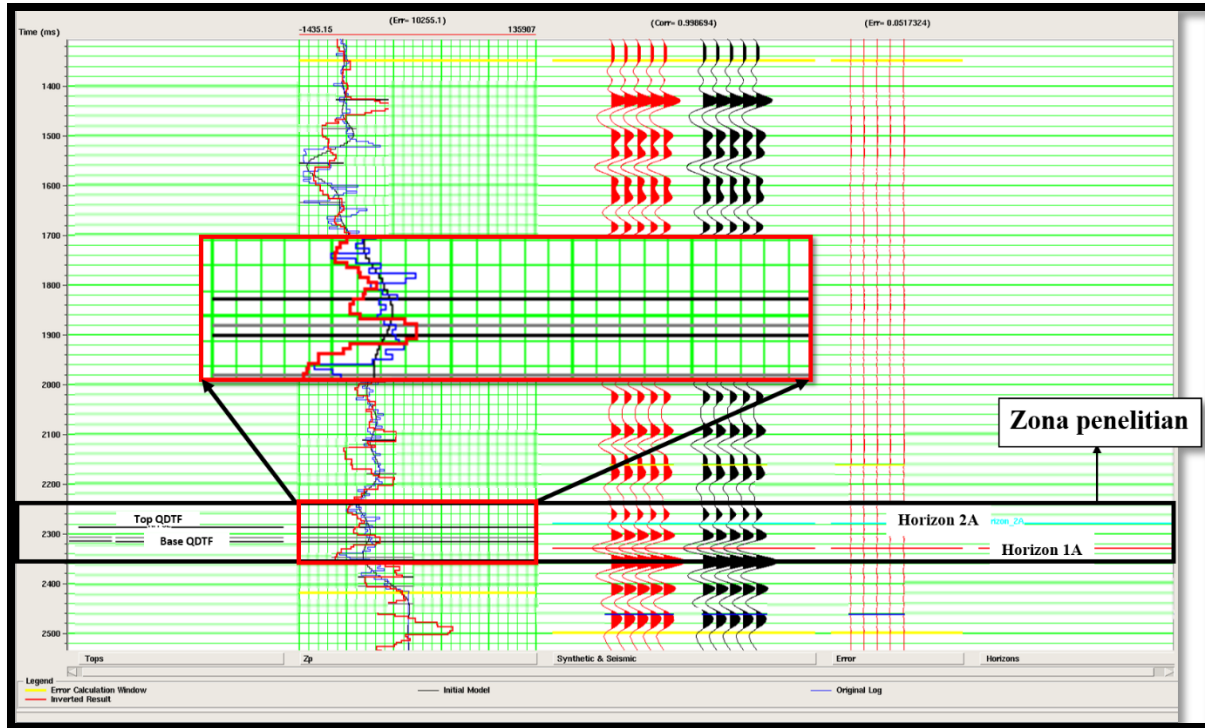 (Err= 10255.1) (Corr= 0.998694) (Err= 0.0517324)
-1435.15 135907
Time (ms)
1400
1500
1600
1700
1800
1900
2000
2100
2200
2300
2400
2500
Zona penelitian
Top QDTF
Base QDTF
Horizon 2A
rizon_2A
Horizon 1A
Tops Zp Synthetic & Seismic Error Horizons
Legend
Error Calculation Window Initial Model Original Log
Inverted Result